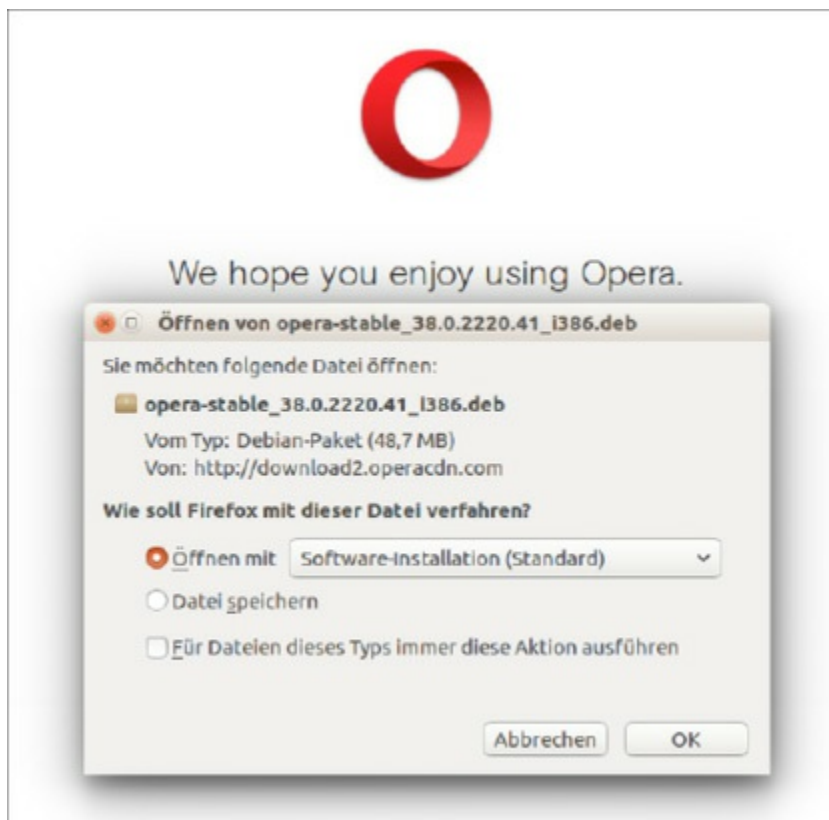 We hope you enjoy using Opera.
Öffnen von opera-stable_38.0.2220.41_i386.deb
Sie möchten folgende Datei öffnen:
opera-stable_38.0.2220.41_i386.deb
Vom Typ: Debian-Paket (48,7 MB)
Von: http://download2.operacdn.com
Wie soll Firefox mit dieser Datei verfahren?
Öffnen mit Software-Installation (Standard)
Datei speichern
Für Dateien dieses Typs immer diese Aktion ausführen
Abbrechen OK